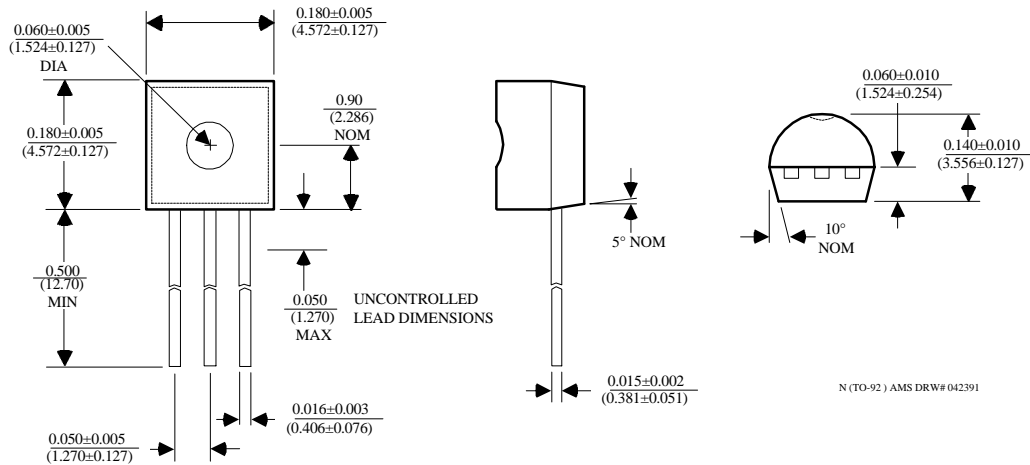 0.060±0.005
(1.524±0.127)
DIA
0.180±0.005
(4.572±0.127)
0.180±0.005
(4.572±0.127)
0.90
(2.286)
NOM
0.500
(12.70)
MIN
0.050
(1.270)
MAX
UNCONTROLLED
LEAD DIMENSIONS
0.016±0.003
(0.406±0.076)
0.050±0.005
(1.270±0.127)
5° NOM
0.015±0.002
(0.381±0.051)
0.060±0.010
(1.524±0.254)
0.140±0.010
(3.556±0.127)
10°
NOM
N (TO-92 ) AMS DRW# 042391